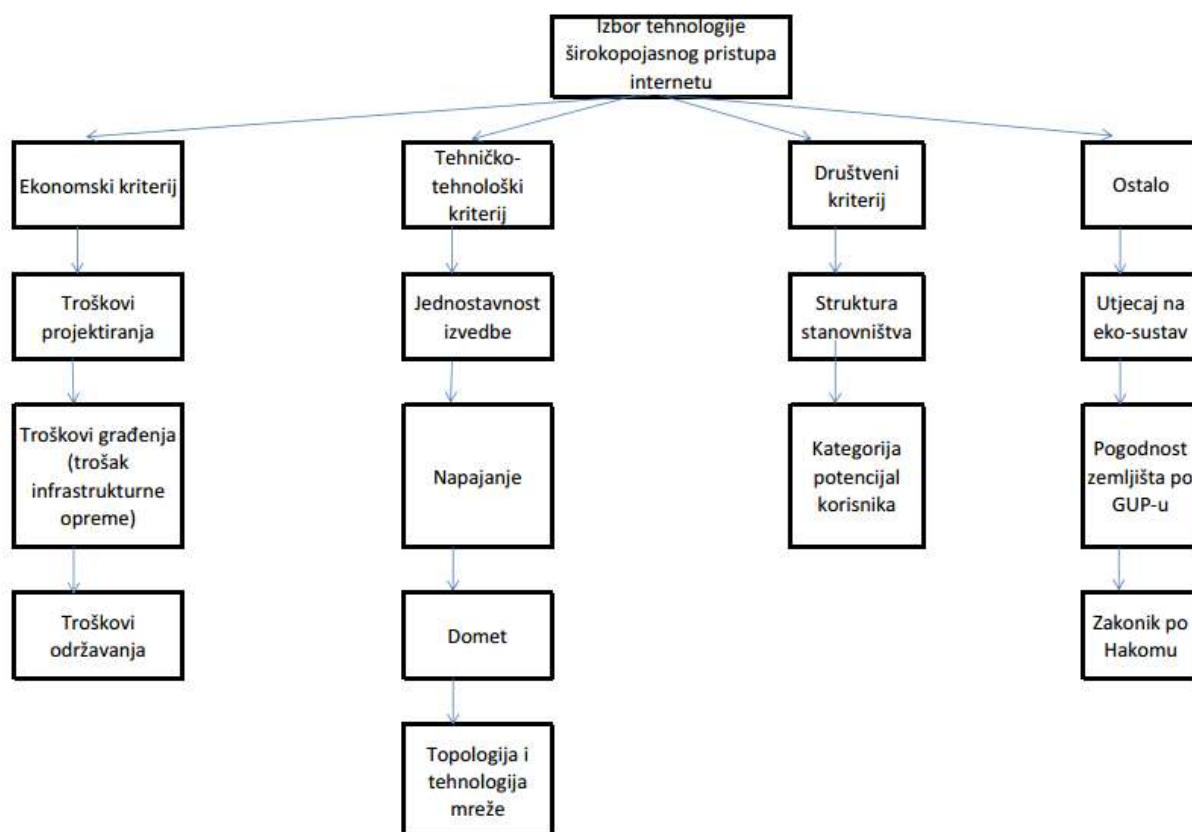 Izbor tehnologije
širokopojasnog pristupa
internetu
Ekonomski kriterij
Tehničko-
tehnološki
kriterij
Društveni
kriterij
Ostalo
Troškovi
projektiranja
Jednostavnost
izvedbe
Struktura
stanovništva
Utjecaj na
eko-sustav
Troškovi građenja
(trošak
infrastrukturne
opreme)
Napajanje
Kategorija
potencijal
korisnika
Pogodnost
zemljišta po
GUP-u
Troškovi
održavanja
Domet
Zakonik po
Hakomu
Topologija i
tehnologija
mreže